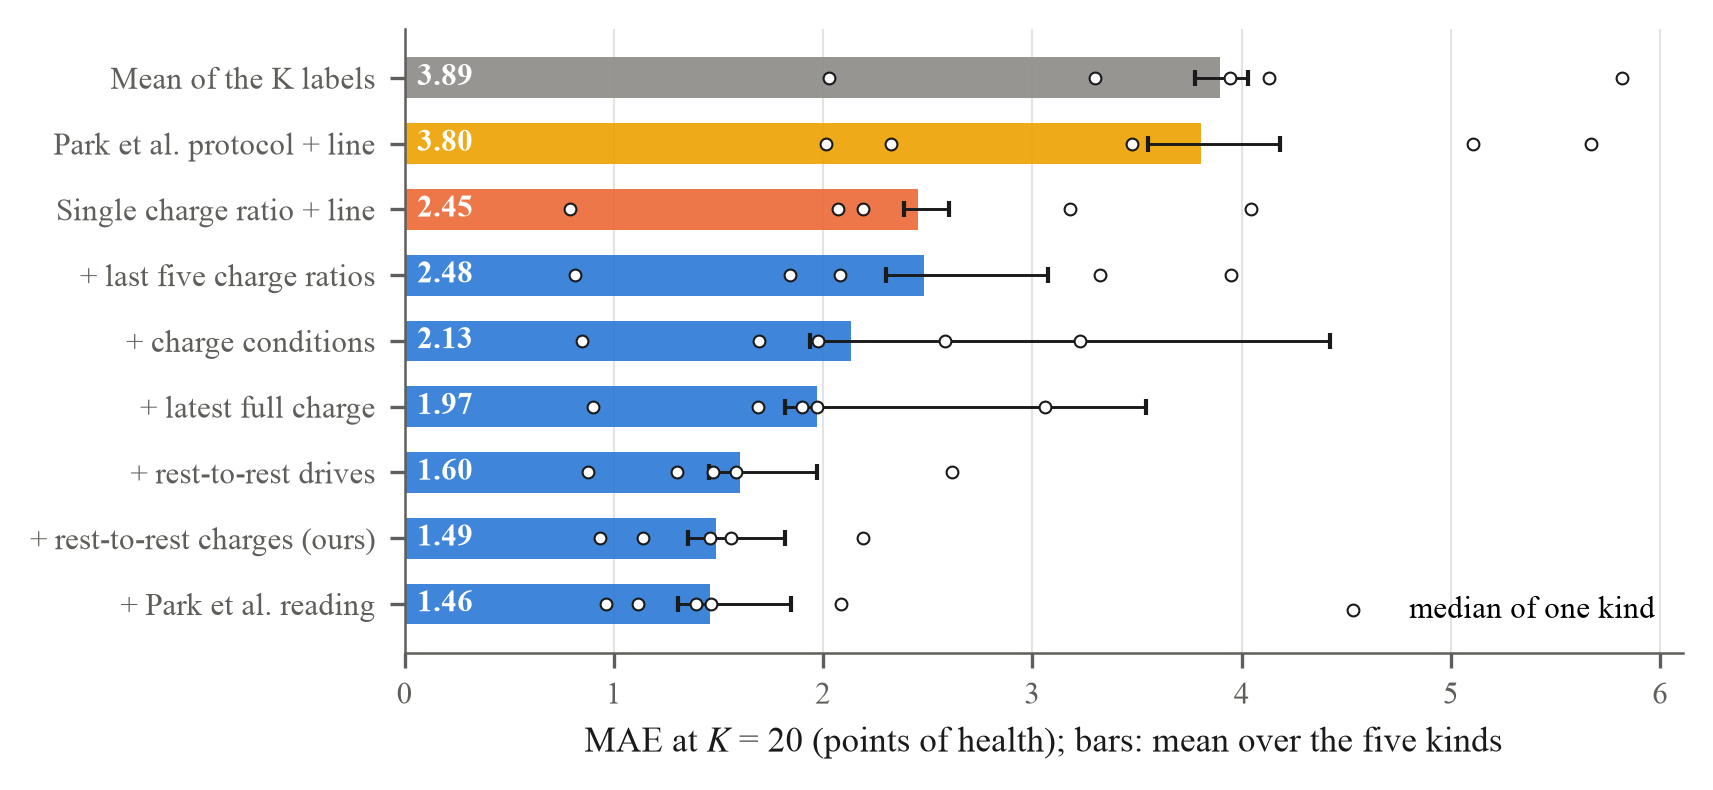 Mean of the K labels 3.89
Park et al. protocol + line 3.80
Single charge ratio + line 2.45
+ last five charge ratios 2.48
+ charge conditions 2.13
+ latest full charge 1.97
+ rest-to-rest drives 1.60
+ rest-to-rest charges (ours) 1.49
+ Park et al. reading 1.46
median of one kind
0 1 2 3 4 5 6
MAE at K = 20 (points of health); bars: mean over the five kinds